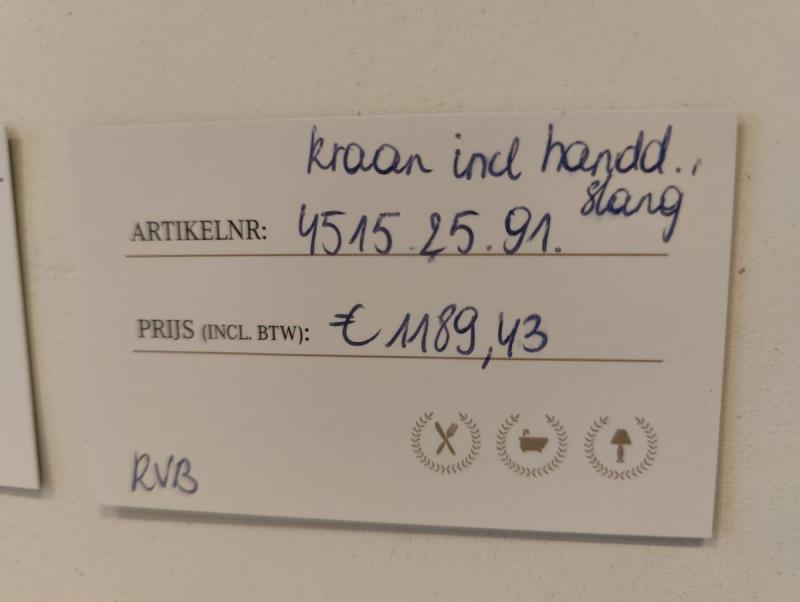 kraan incl handd..
slang
ARTIKELNR: 4515.25.91.
PRIJS (INCL. BTW): € 1189,43
RVB